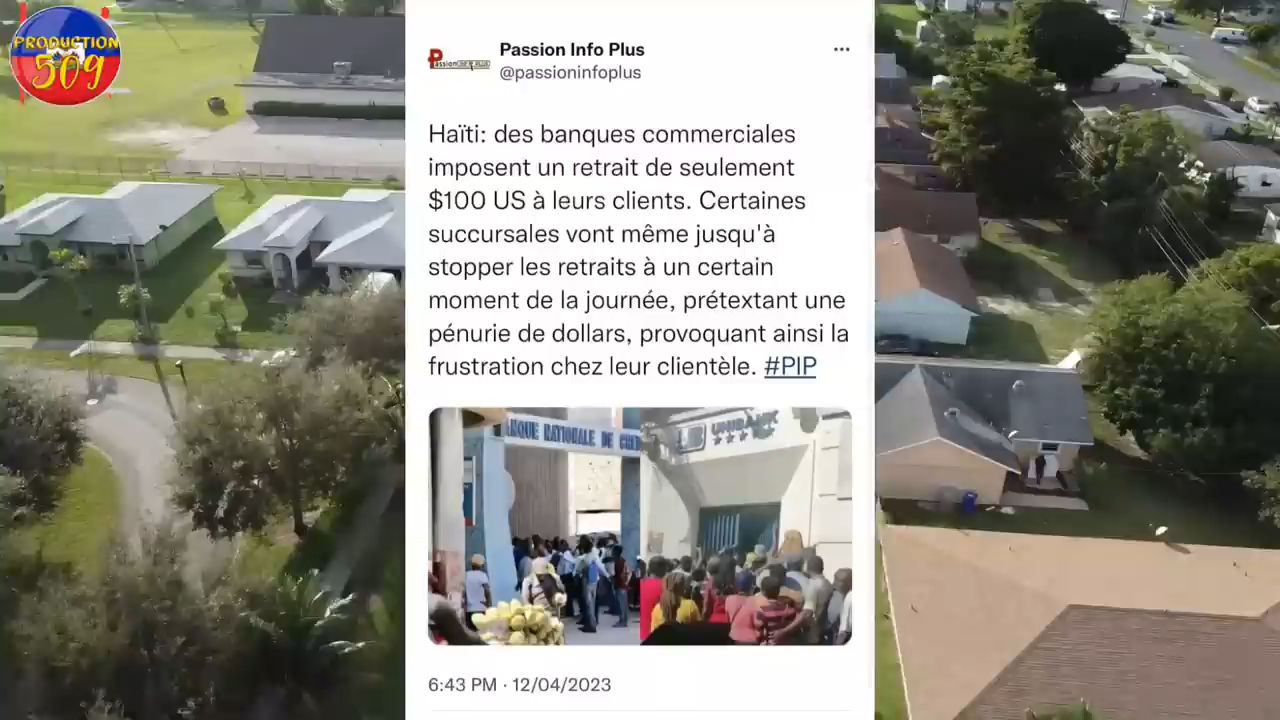 PRODUCTION
509
Passion Info Plus
@passioninfoplus
Haïti: des banques commerciales
imposent un retrait de seulement
$100 US à leurs clients. Certaines
succursales vont même jusqu'à
stopper les retraits à un certain
moment de la journée, prétextant une
pénurie de dollars, provoquant ainsi la
frustration chez leur clientèle. #PIP
BANQUE NATIONALE DE
UNIBANK
6:43 PM · 12/04/2023